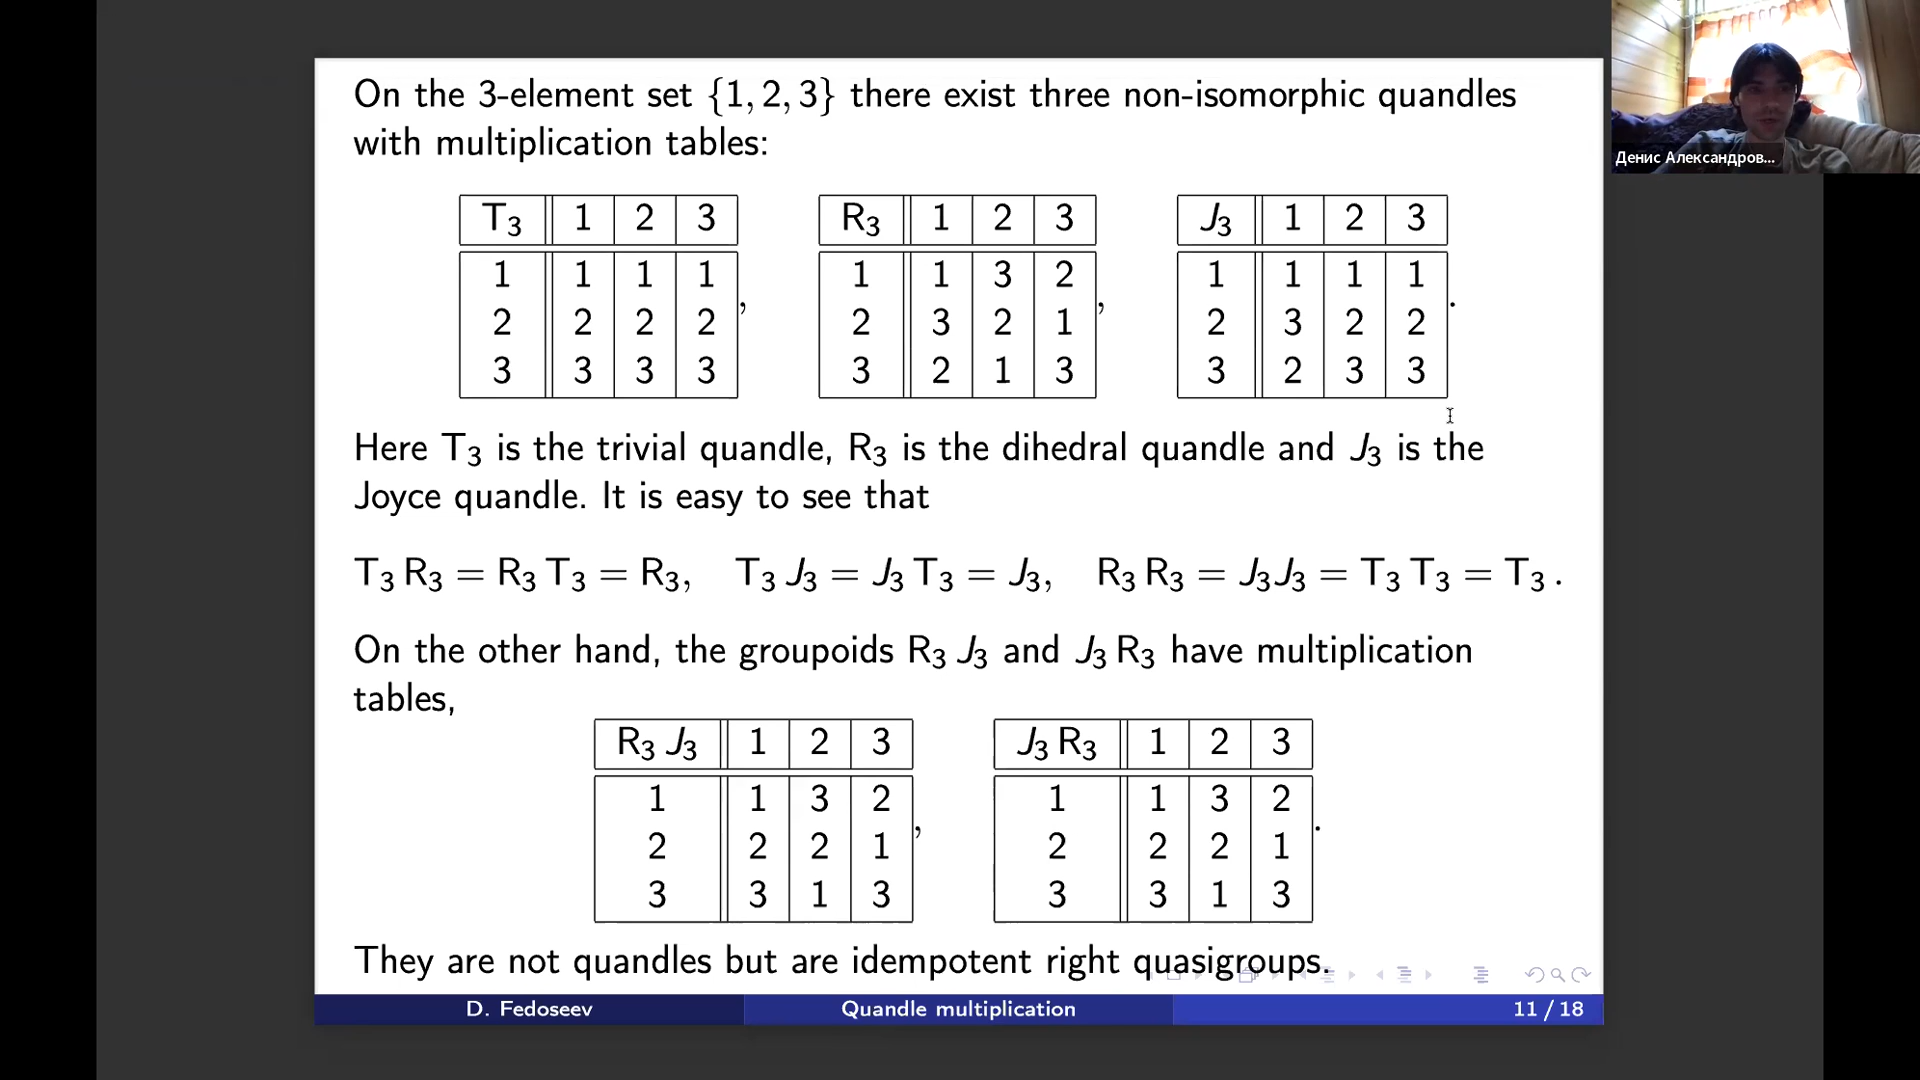 On the 3-element set {1, 2, 3} there exist three non-isomorphic quandles
with multiplication tables:
T₃ 1 2 3
1 1 1 1
2 2 2 2
3 3 3 3
,
R₃ 1 2 3
1 1 3 2
2 3 2 1
3 2 1 3
,
J₃ 1 2 3
1 1 1 1
2 3 2 2
3 2 3 3
.
Here T₃ is the trivial quandle, R₃ is the dihedral quandle and J₃ is the
Joyce quandle. It is easy to see that
T₃ R₃ = R₃ T₃ = R₃, T₃ J₃ = J₃ T₃ = J₃, R₃ R₃ = J₃J₃ = T₃ T₃ = T₃ .
On the other hand, the groupoids R₃ J₃ and J₃ R₃ have multiplication
tables,
R₃ J₃ 1 2 3
1 1 3 2
2 2 2 1
3 3 1 3
,
J₃ R₃ 1 2 3
1 1 3 2
2 2 2 1
3 3 1 3
.
They are not quandles but are idempotent right quasigroups.
D. Fedoseev Quandle multiplication 11 / 18
Денис Александров...